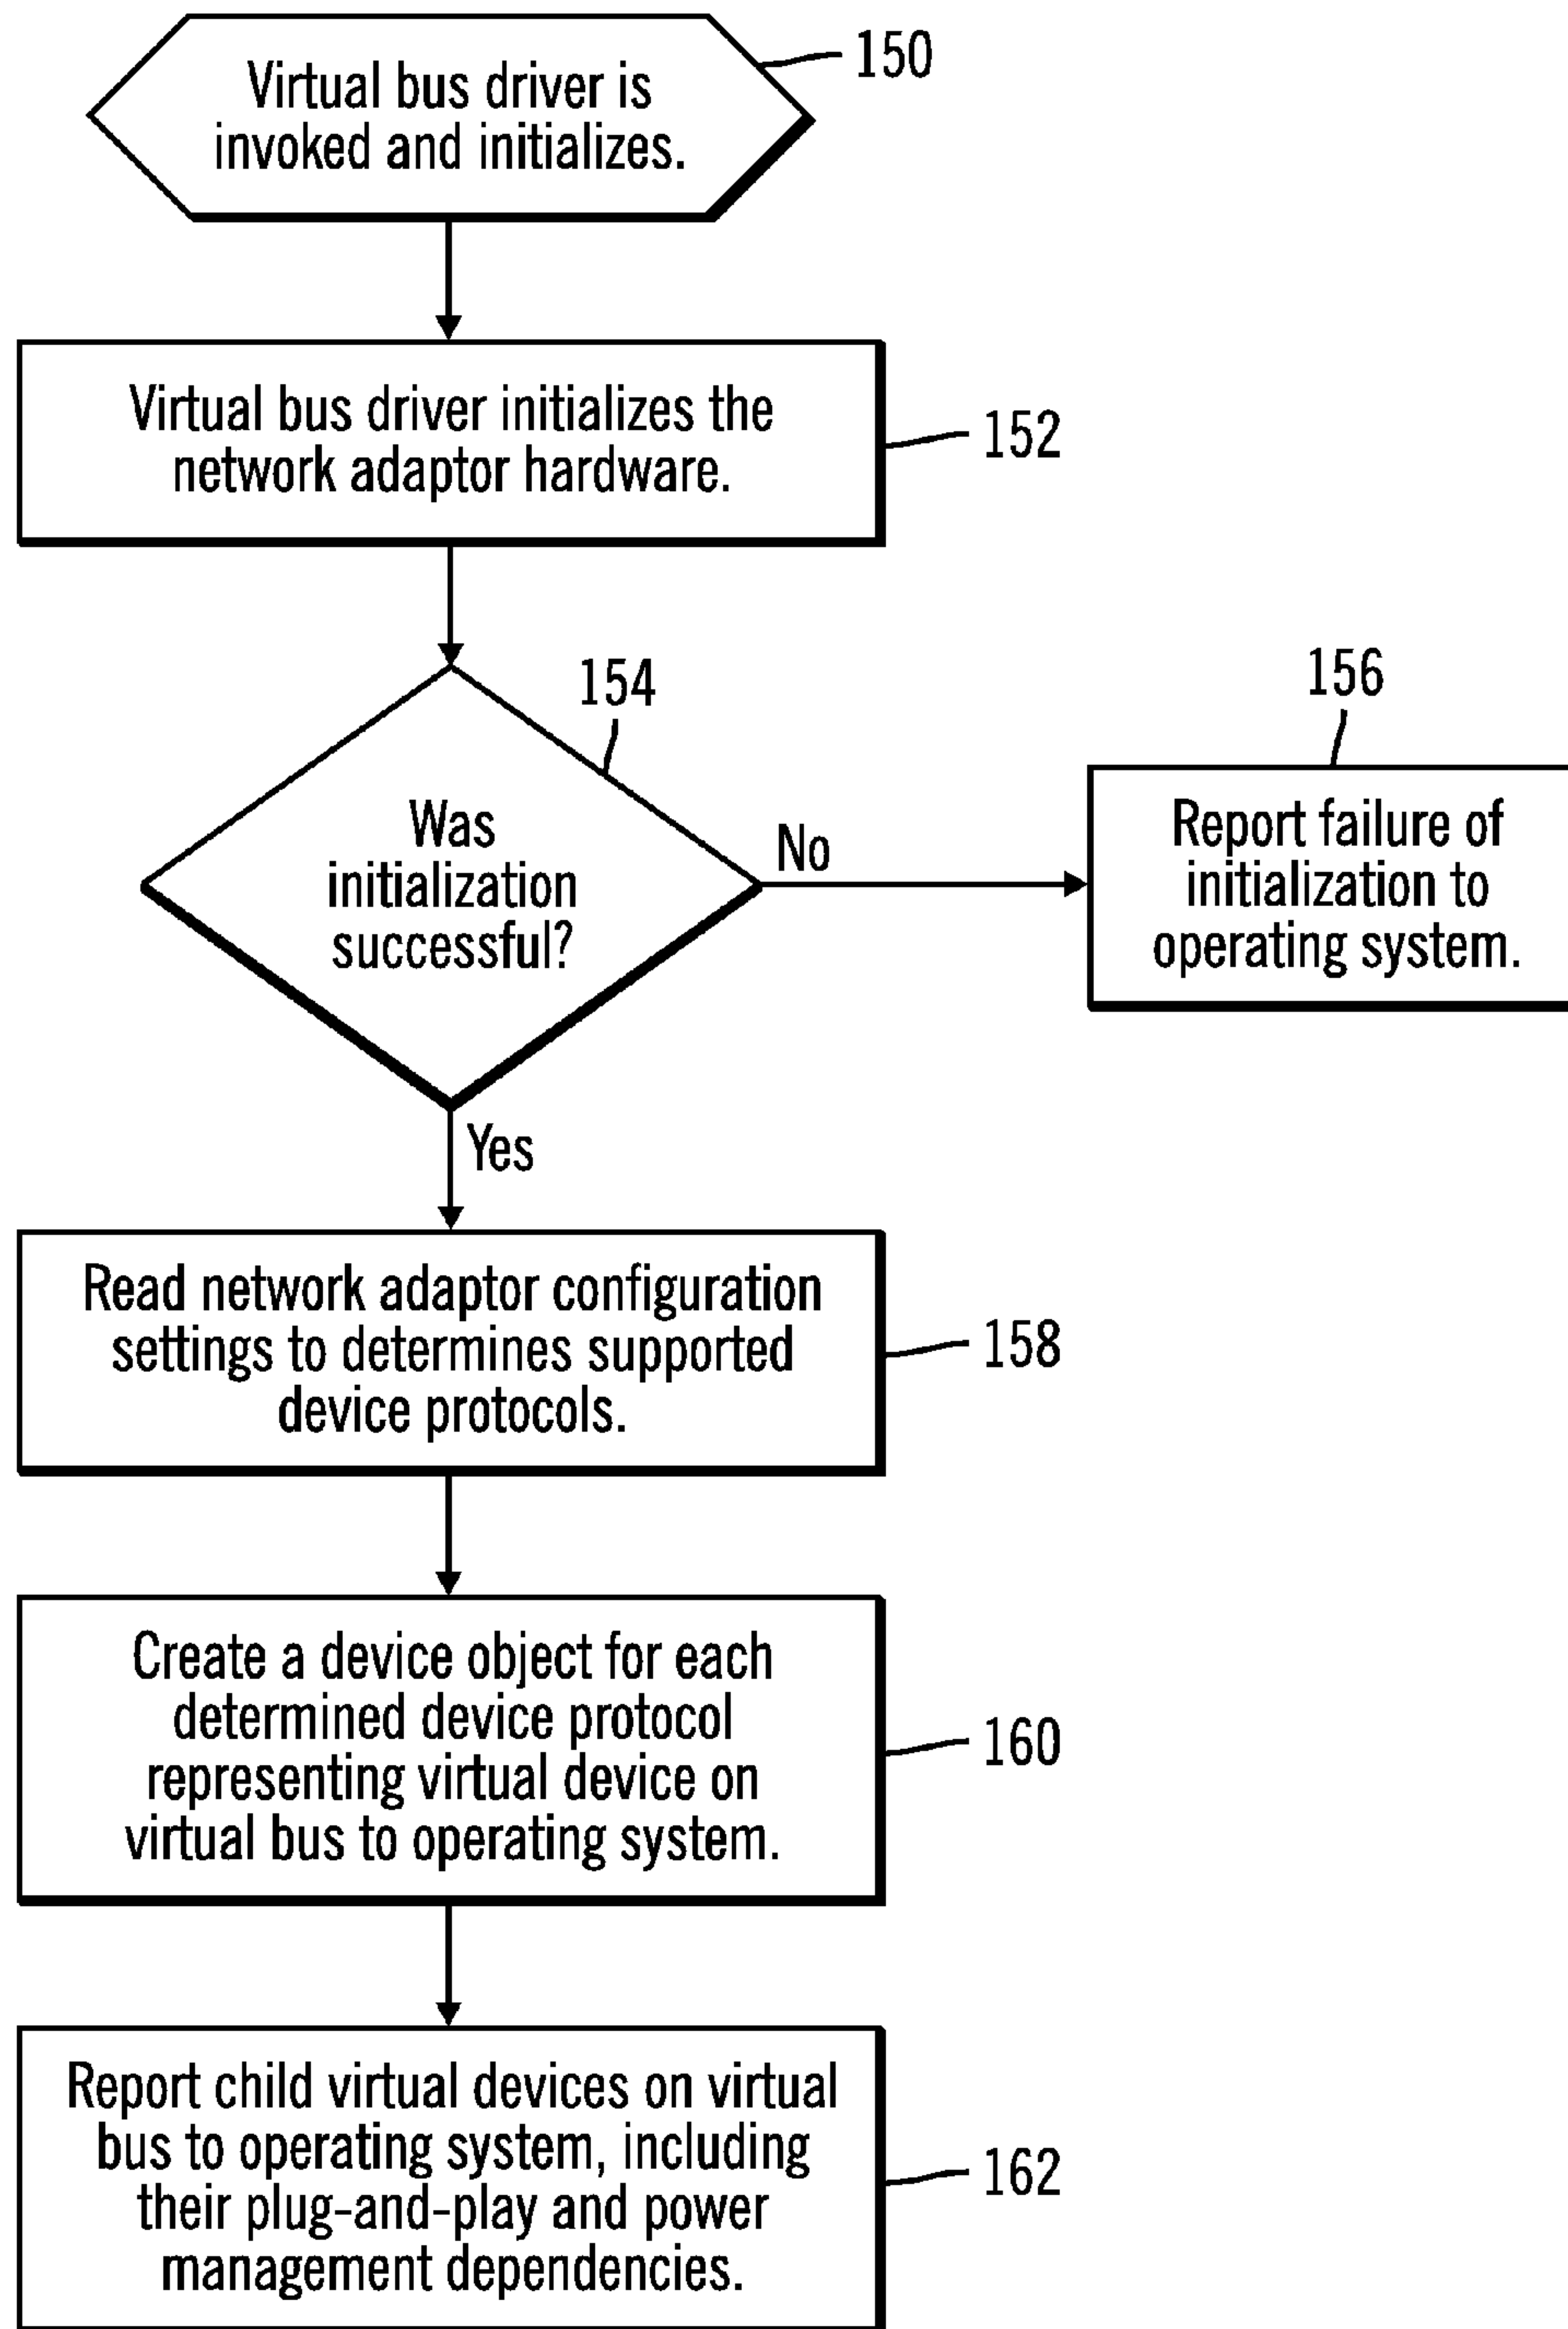 Virtual bus driver is
invoked and initializes.
150
Virtual bus driver initializes the
network adaptor hardware.
152
154
Was
initialization
successful?
No
156
Report failure of
initialization to
operating system.
Yes
Read network adaptor configuration
settings to determines supported
device protocols.
158
Create a device object for each
determined device protocol
representing virtual device on
virtual bus to operating system.
160
Report child virtual devices on virtual
bus to operating system, including
their plug-and-play and power
management dependencies.
162